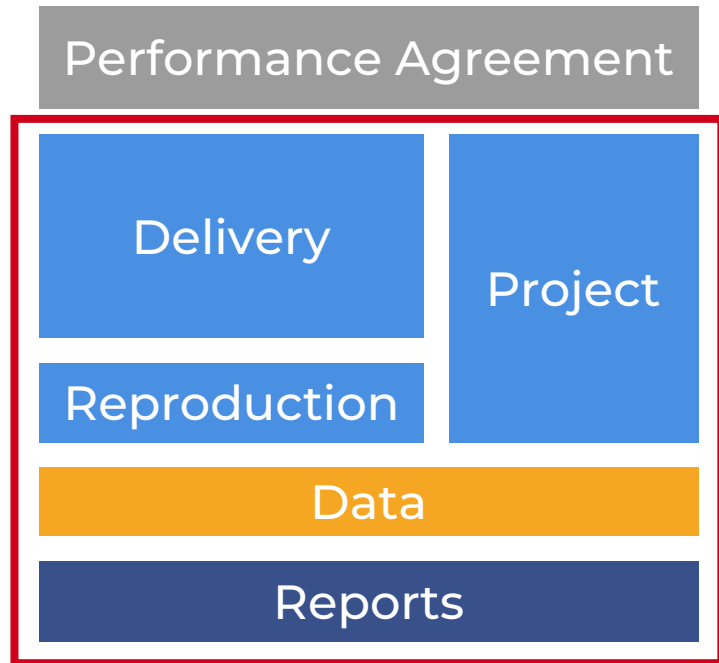 Performance Agreement
Delivery
Project
Reproduction
Data
Reports